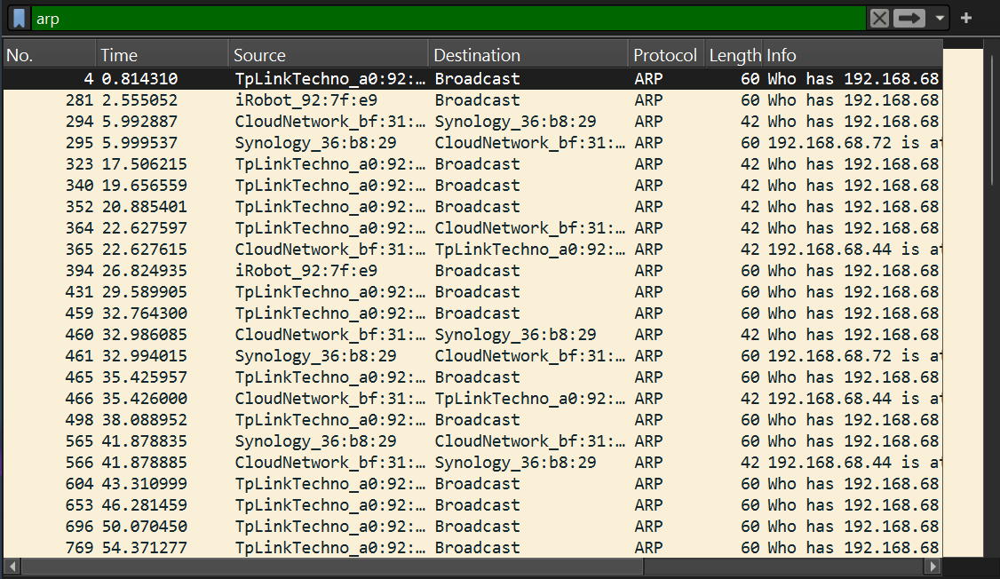 arp
No. Time Source Destination Protocol Length Info
4 0.814310 TpLinkTechno_a0:92:… Broadcast ARP 60 Who has 192.168.68
281 2.555052 iRobot_92:7f:e9 Broadcast ARP 60 Who has 192.168.68
294 5.992887 CloudNetwork_bf:31:… Synology_36:b8:29 ARP 42 Who has 192.168.68
295 5.999537 Synology_36:b8:29 CloudNetwork_bf:31:… ARP 60 192.168.68.72 is at
323 17.506215 TpLinkTechno_a0:92:… Broadcast ARP 42 Who has 192.168.68
340 19.656559 TpLinkTechno_a0:92:… Broadcast ARP 42 Who has 192.168.68
352 20.885401 TpLinkTechno_a0:92:… Broadcast ARP 42 Who has 192.168.68
364 22.627597 TpLinkTechno_a0:92:… CloudNetwork_bf:31:… ARP 42 Who has 192.168.68
365 22.627615 CloudNetwork_bf:31:… TpLinkTechno_a0:92:… ARP 42 192.168.68.44 is at
394 26.824935 iRobot_92:7f:e9 Broadcast ARP 60 Who has 192.168.68
431 29.589905 TpLinkTechno_a0:92:… Broadcast ARP 60 Who has 192.168.68
459 32.764300 TpLinkTechno_a0:92:… Broadcast ARP 60 Who has 192.168.68
460 32.986085 CloudNetwork_bf:31:… Synology_36:b8:29 ARP 42 Who has 192.168.68
461 32.994015 Synology_36:b8:29 CloudNetwork_bf:31:… ARP 60 192.168.68.72 is at
465 35.425957 TpLinkTechno_a0:92:… Broadcast ARP 60 Who has 192.168.68
466 35.426000 CloudNetwork_bf:31:… TpLinkTechno_a0:92:… ARP 42 192.168.68.44 is at
498 38.088952 TpLinkTechno_a0:92:… Broadcast ARP 60 Who has 192.168.68
565 41.878835 Synology_36:b8:29 CloudNetwork_bf:31:… ARP 60 Who has 192.168.68
566 41.878885 CloudNetwork_bf:31:… Synology_36:b8:29 ARP 42 192.168.68.44 is at
604 43.310999 TpLinkTechno_a0:92:… Broadcast ARP 60 Who has 192.168.68
653 46.281459 TpLinkTechno_a0:92:… Broadcast ARP 60 Who has 192.168.68
696 50.070450 TpLinkTechno_a0:92:… Broadcast ARP 60 Who has 192.168.68
769 54.371277 TpLinkTechno_a0:92:… Broadcast ARP 60 Who has 192.168.68